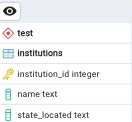 test
institutions
institution_id integer
name text
state_located text